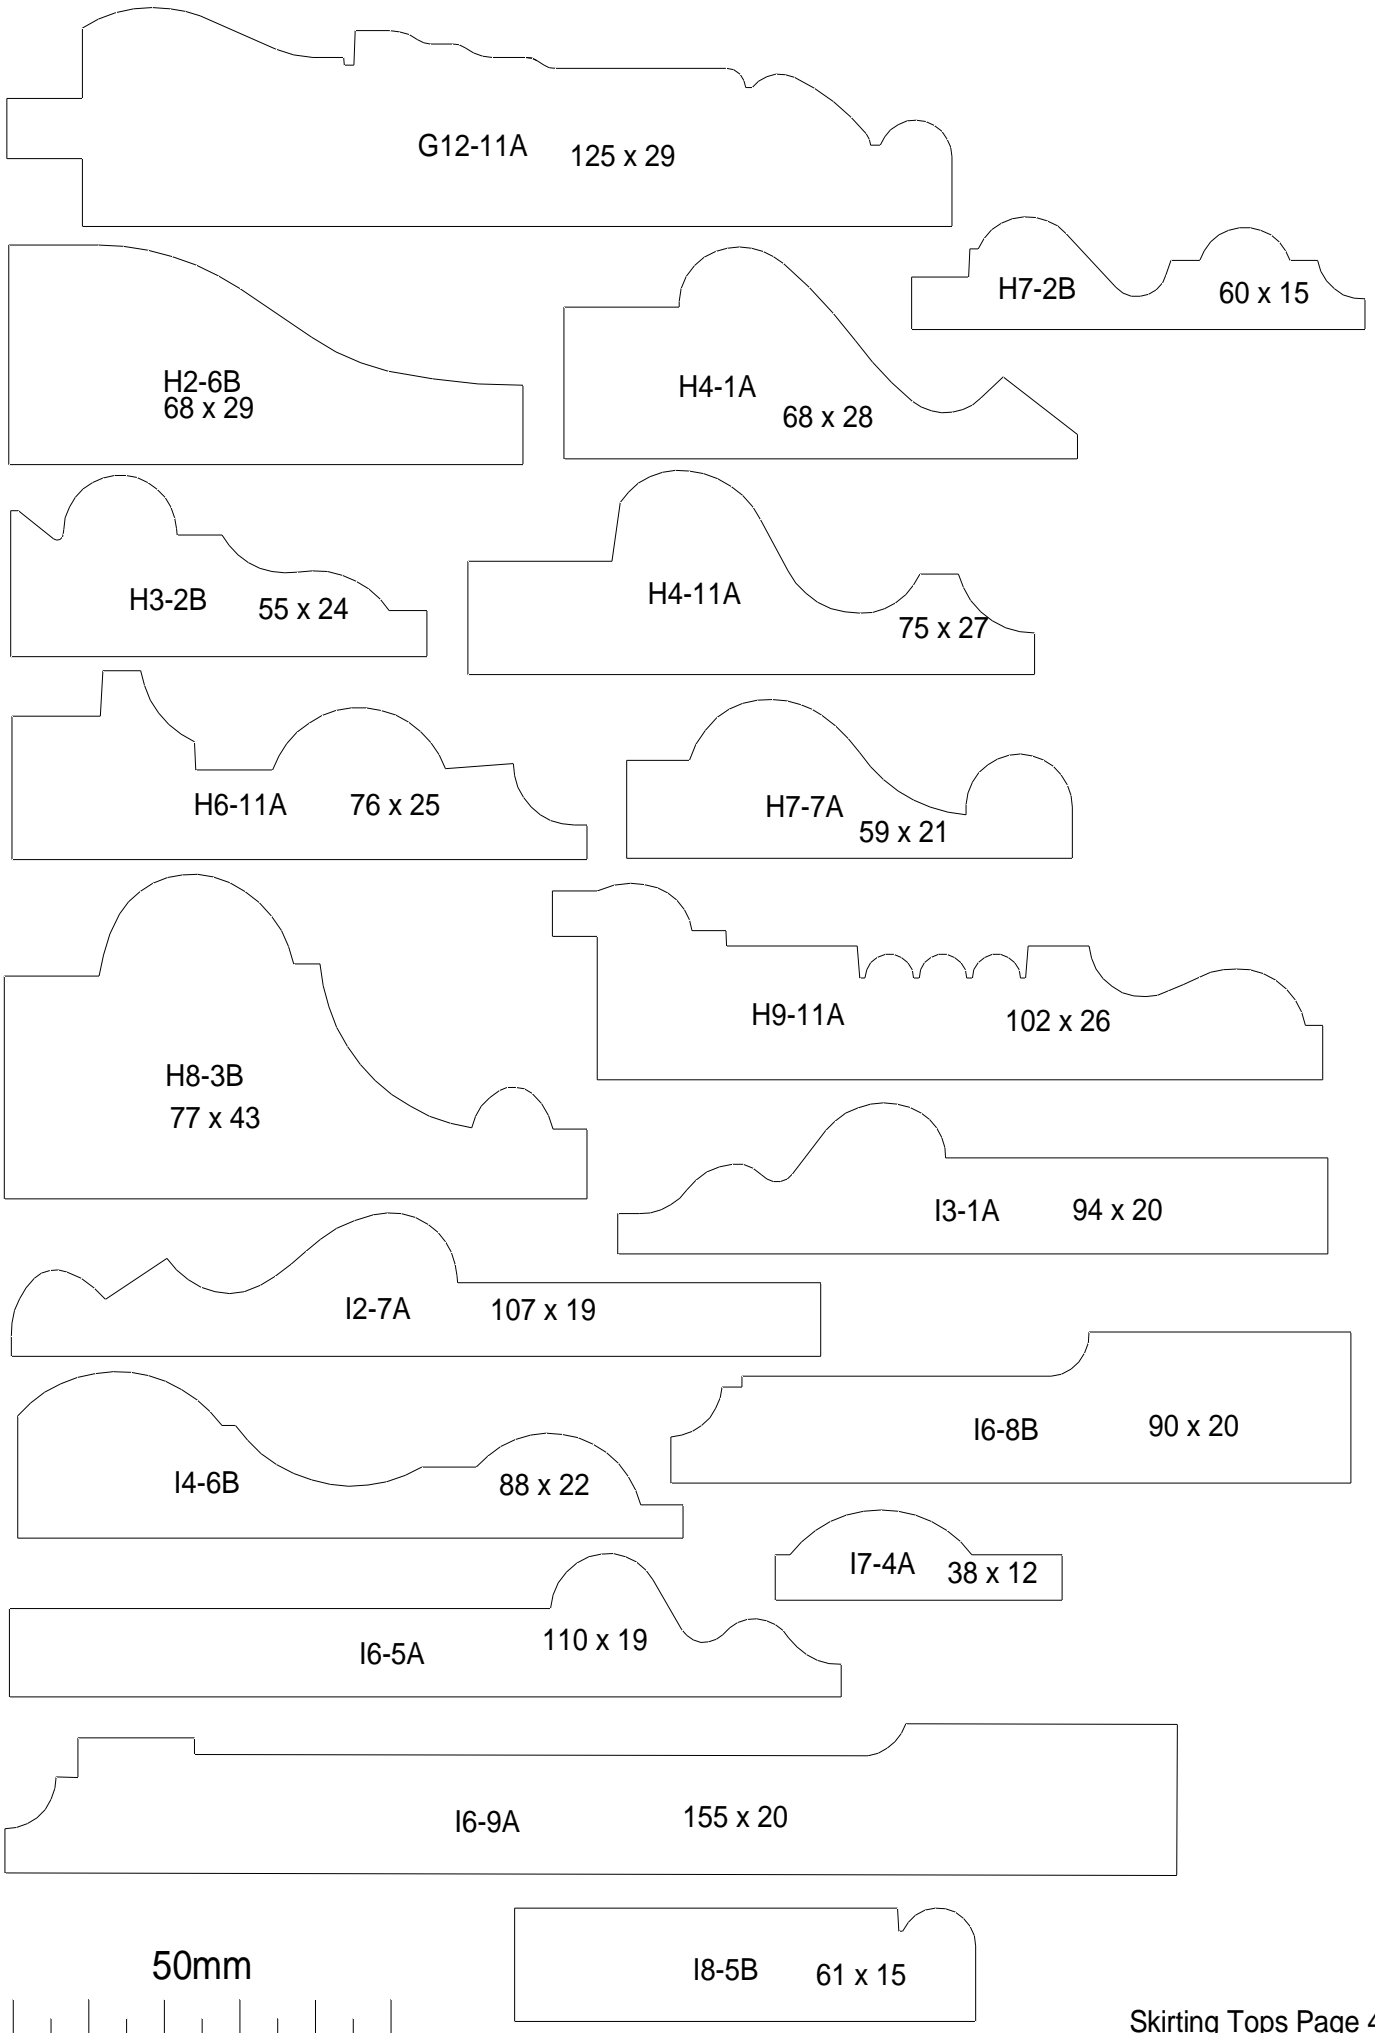 G12-11A 125 x 29
H7-2B 60 x 15
H2-6B
68 x 29
H4-1A 68 x 28
H3-2B 55 x 24
H4-11A 75 x 27
H6-11A 76 x 25
H7-7A 59 x 21
H8-3B
77 x 43
H9-11A 102 x 26
I3-1A 94 x 20
I2-7A 107 x 19
I6-8B 90 x 20
I4-6B 88 x 22
I7-4A 38 x 12
I6-5A 110 x 19
I6-9A 155 x 20
I8-5B 61 x 15
50mm
Skirting Tops Page 4